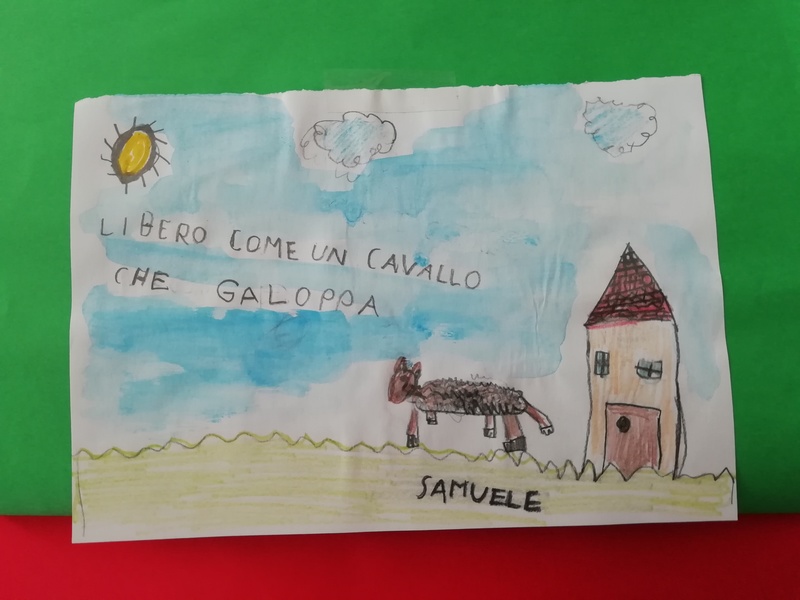 LIBERO COME UN CAVALLO
CHE GALOPPA
SAMUELE